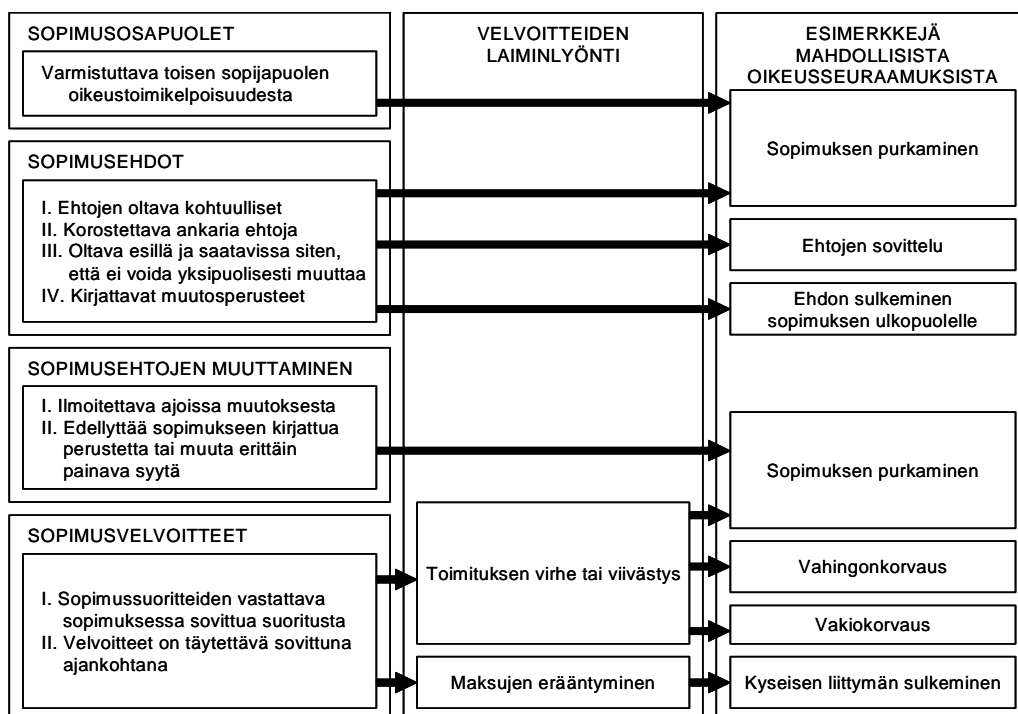 SOPIMUSOSAPUOLET
Varmistuttava toisen sopijapuolen
oikeustoimikelpoisuudesta
SOPIMUSEHDOT
I. Ehtojen oltava kohtuulliset
II. Korostettava ankaria ehtoja
III. Oltava esillä ja saatavissa siten,
että ei voida yksipuolisesti muuttaa
IV. Kirjattavat muutosperusteet
SOPIMUSEHTOJEN MUUTTAMINEN
I. Ilmoitettava ajoissa muutoksesta
II. Edellyttää sopimukseen kirjattua
perustetta tai muuta erittäin
painava syytä
SOPIMUSVELVOITTEET
I. Sopimussuoritteiden vastattava
sopimuksessa sovittua suoritusta
II. Velvoitteet on täytettävä sovittuna
ajankohtana
VELVOITTEIDEN
LAIMINLYÖNTI
Toimituksen virhe tai viivästys
Maksujen erääntyminen
ESIMERKKEJÄ
MAHDOLLISISTA
OIKEUSSEURAAMUKSISTA
Sopimuksen purkaminen
Ehtojen sovittelu
Ehdon sulkeminen
sopimuksen ulkopuolelle
Sopimuksen purkaminen
Vahingonkorvaus
Vakiokorvaus
Kyseisen liittymän sulkeminen